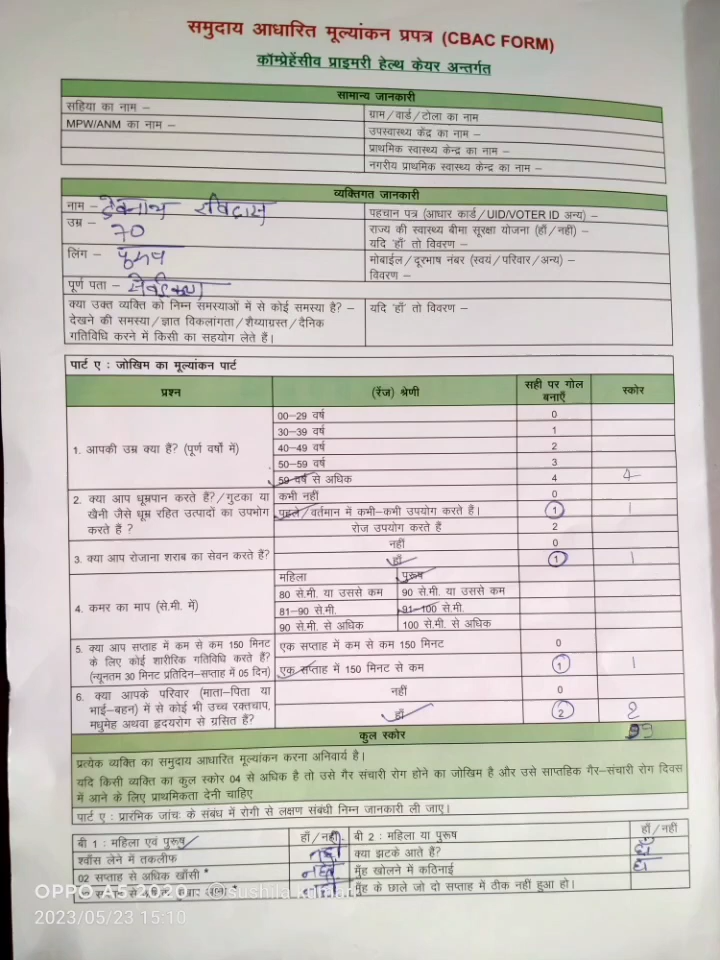 समुदाय आधारित मूल्यांकन प्रपत्र (CBAC FORM)
कॉम्प्रेहेंसीव प्राइमरी हेल्थ केयर अन्तर्गत
सामान्य जानकारी
सहिया का नाम –
ग्राम/वार्ड/टोला का नाम
MPW/ANM का नाम –
उपस्वास्थ्य केंद्र का नाम –
प्राथमिक स्वास्थ्य केन्द्र का नाम –
नगरीय प्राथमिक स्वास्थ्य केन्द्र का नाम –
व्यक्तिगत जानकारी
नाम – देवनाथ रविदास
पहचान पत्र (आधार कार्ड/UID/VOTER ID अन्य) –
उम्र – 70
राज्य की स्वास्थ्य बीमा सुरक्षा योजना (हाँ/नहीं) –
यदि 'हाँ' तो विवरण –
लिंग – पुरुष
मोबाईल/दूरभाष नंबर (स्वयं/परिवार/अन्य) –
विवरण –
पूर्ण पता –
क्या उक्त व्यक्ति को निम्न समस्याओं में से कोई समस्या है? –
यदि 'हाँ' तो विवरण –
देखने की समस्या/ज्ञात विकलांगता/शैय्याग्रस्त/दैनिक
गतिविधि करने में किसी का सहयोग लेते हैं।
पार्ट ए : जोखिम का मूल्यांकन पार्ट
प्रश्न (रेंज) श्रेणी सही पर गोल बनाएँ स्कोर
1. आपकी उम्र क्या हैं? (पूर्ण वर्षो में)
00–29 वर्ष 0
30–39 वर्ष 1
40–49 वर्ष 2
50–59 वर्ष 3
59 वर्ष से अधिक 4 4
2. क्या आप धूम्रपान करते हैं?/गुटका या
खैनी जैसे धूम्र रहित उत्पादों का उपभोग
करते हैं ?
कभी नहीं 0
पहले/वर्तमान में कभी-कभी उपयोग करते हैं। 1 1
रोज उपयोग करते हैं 2
3. क्या आप रोजाना शराब का सेवन करते हैं?
नहीं 0
हाँ 1 1
4. कमर का माप (से.मी. में)
महिला पुरूष
80 से.मी. या उससे कम 90 से.मी. या उससे कम
81–90 से.मी. 91–100 से.मी.
90 से.मी. से अधिक 100 से.मी. से अधिक
5. क्या आप सप्ताह में कम से कम 150 मिनट
के लिए कोई शारीरिक गतिविधि करते हैं?
(न्यूनतम 30 मिनट प्रतिदिन–सप्ताह में 05 दिन)
एक सप्ताह में कम से कम 150 मिनट 0
एक सप्ताह में 150 मिनट से कम 1 1
6. क्या आपके परिवार (माता-पिता या
भाई-बहन) में से कोई भी उच्च रक्तचाप,
मधुमेह अथवा हृदयरोग से ग्रसित हैं?
नहीं 0
हाँ 2 2
कुल स्कोर
प्रत्येक व्यक्ति का समुदाय आधारित मूल्यांकन करना अनिवार्य है।
यदि किसी व्यक्ति का कुल स्कोर 04 से अधिक है तो उसे गैर संचारी रोग होने का जोखिम है और उसे साप्तहिक गैर–संचारी रोग दिवस
में आने के लिए प्राथमिकता देनी चाहिए
पार्ट ए : प्रारंमिक जांचः के संबंध में रोगी से लक्षण संबंधी निम्न जानकारी ली जाए।
बी 1 : महिला एवं पुरूष हाँ/नहीं बी 2 : महिला या पुरूष हाँ/नहीं
श्वाँस लेने में तकलीफ नहीं क्या झटके आते हैं? हाँ
02 सप्ताह से अधिक खाँसी* नहीं मुँह खोलने में कठिनाई
मुँह के छाले जो दो सप्ताह में ठीक नहीं हुआ हो।
OPPO A5 2020 ©sushila kumari
2023/05/23 15:10